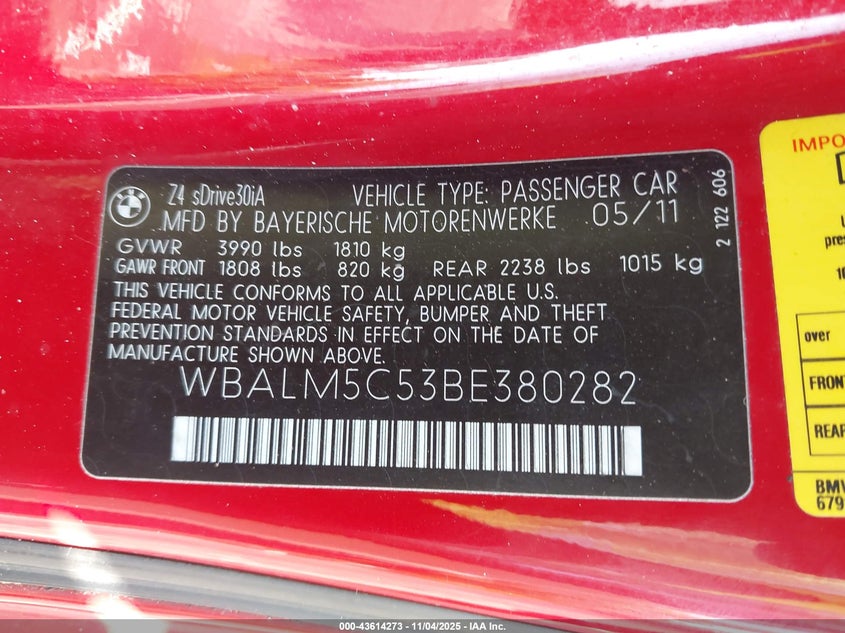 Z4 sDrive30iA VEHICLE TYPE: PASSENGER CAR
MFD BY BAYERISCHE MOTORENWERKE 05/11
GVWR 3990 lbs 1810 kg
GAWR FRONT 1808 lbs 820 kg REAR 2238 lbs 1015 kg
THIS VEHICLE CONFORMS TO ALL APPLICABLE U.S.
FEDERAL MOTOR VEHICLE SAFETY, BUMPER AND THEFT
PREVENTION STANDARDS IN EFFECT ON THE DATE OF
MANUFACTURE SHOWN ABOVE.
WBALM5C53BE380282
2 122 606
over
FRONT
REAR
BMW
000-43614273 - 11/04/2025 - IAA Inc.